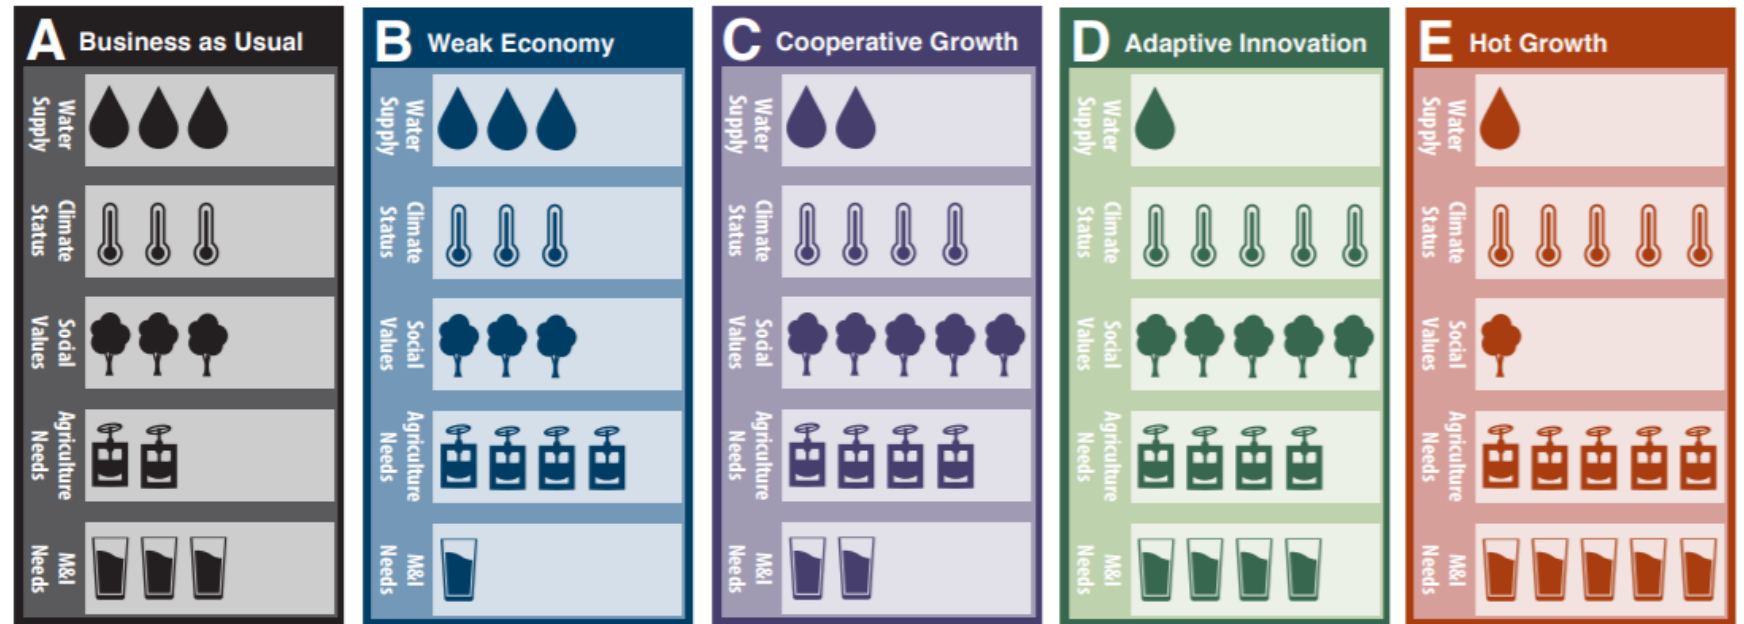 A Business as Usual
Water
Supply
Climate
Status
Social
Values
Agriculture
Needs
M&I
Needs
B Weak Economy
Water
Supply
Climate
Status
Social
Values
Agriculture
Needs
M&I
Needs
C Cooperative Growth
Water
Supply
Climate
Status
Social
Values
Agriculture
Needs
M&I
Needs
D Adaptive Innovation
Water
Supply
Climate
Status
Social
Values
Agriculture
Needs
M&I
Needs
E Hot Growth
Water
Supply
Climate
Status
Social
Values
Agriculture
Needs
M&I
Needs